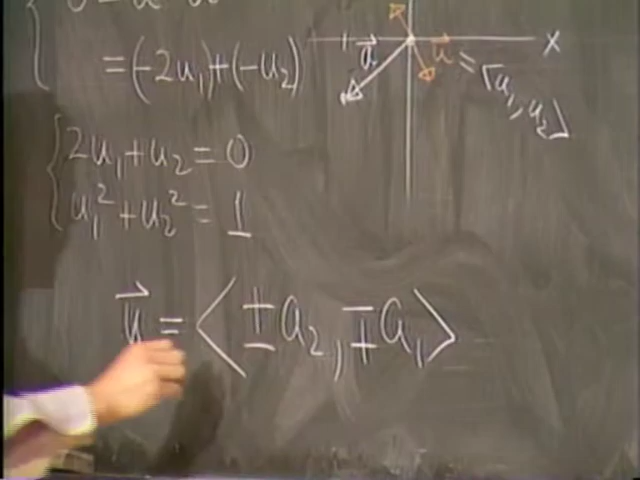 = (-2u₁)+(-u₂)
x
a⃗
u⃗ = ⟨u₁, u₂⟩
2u₁+u₂ = 0
u₁² + u₂² = 1
u⃗ = ⟨±a₂, ∓a₁⟩